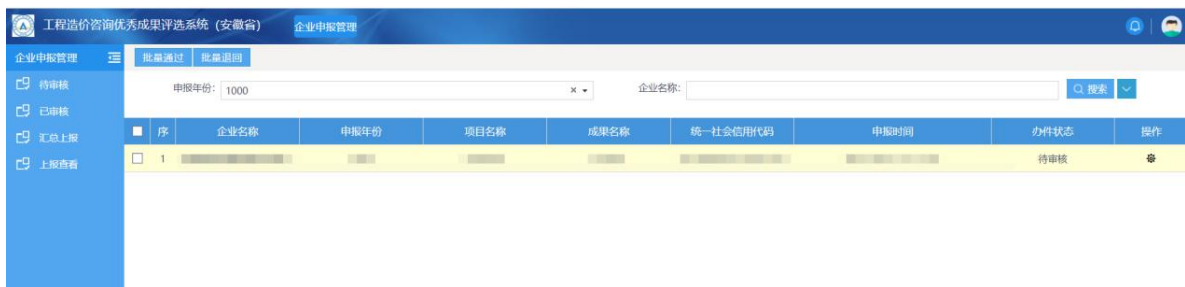 工程造价咨询优秀成果评选系统（安徽省） 企业申报管理
企业申报管理 批量通过 批量退回
待审核 申报年份: 1000 × 企业名称: 搜索
已审核
汇总上报 序 企业名称 申报年份 项目名称 成果名称 统一社会信用代码 申报时间 办件状态 操作
上报查看 1 待审核